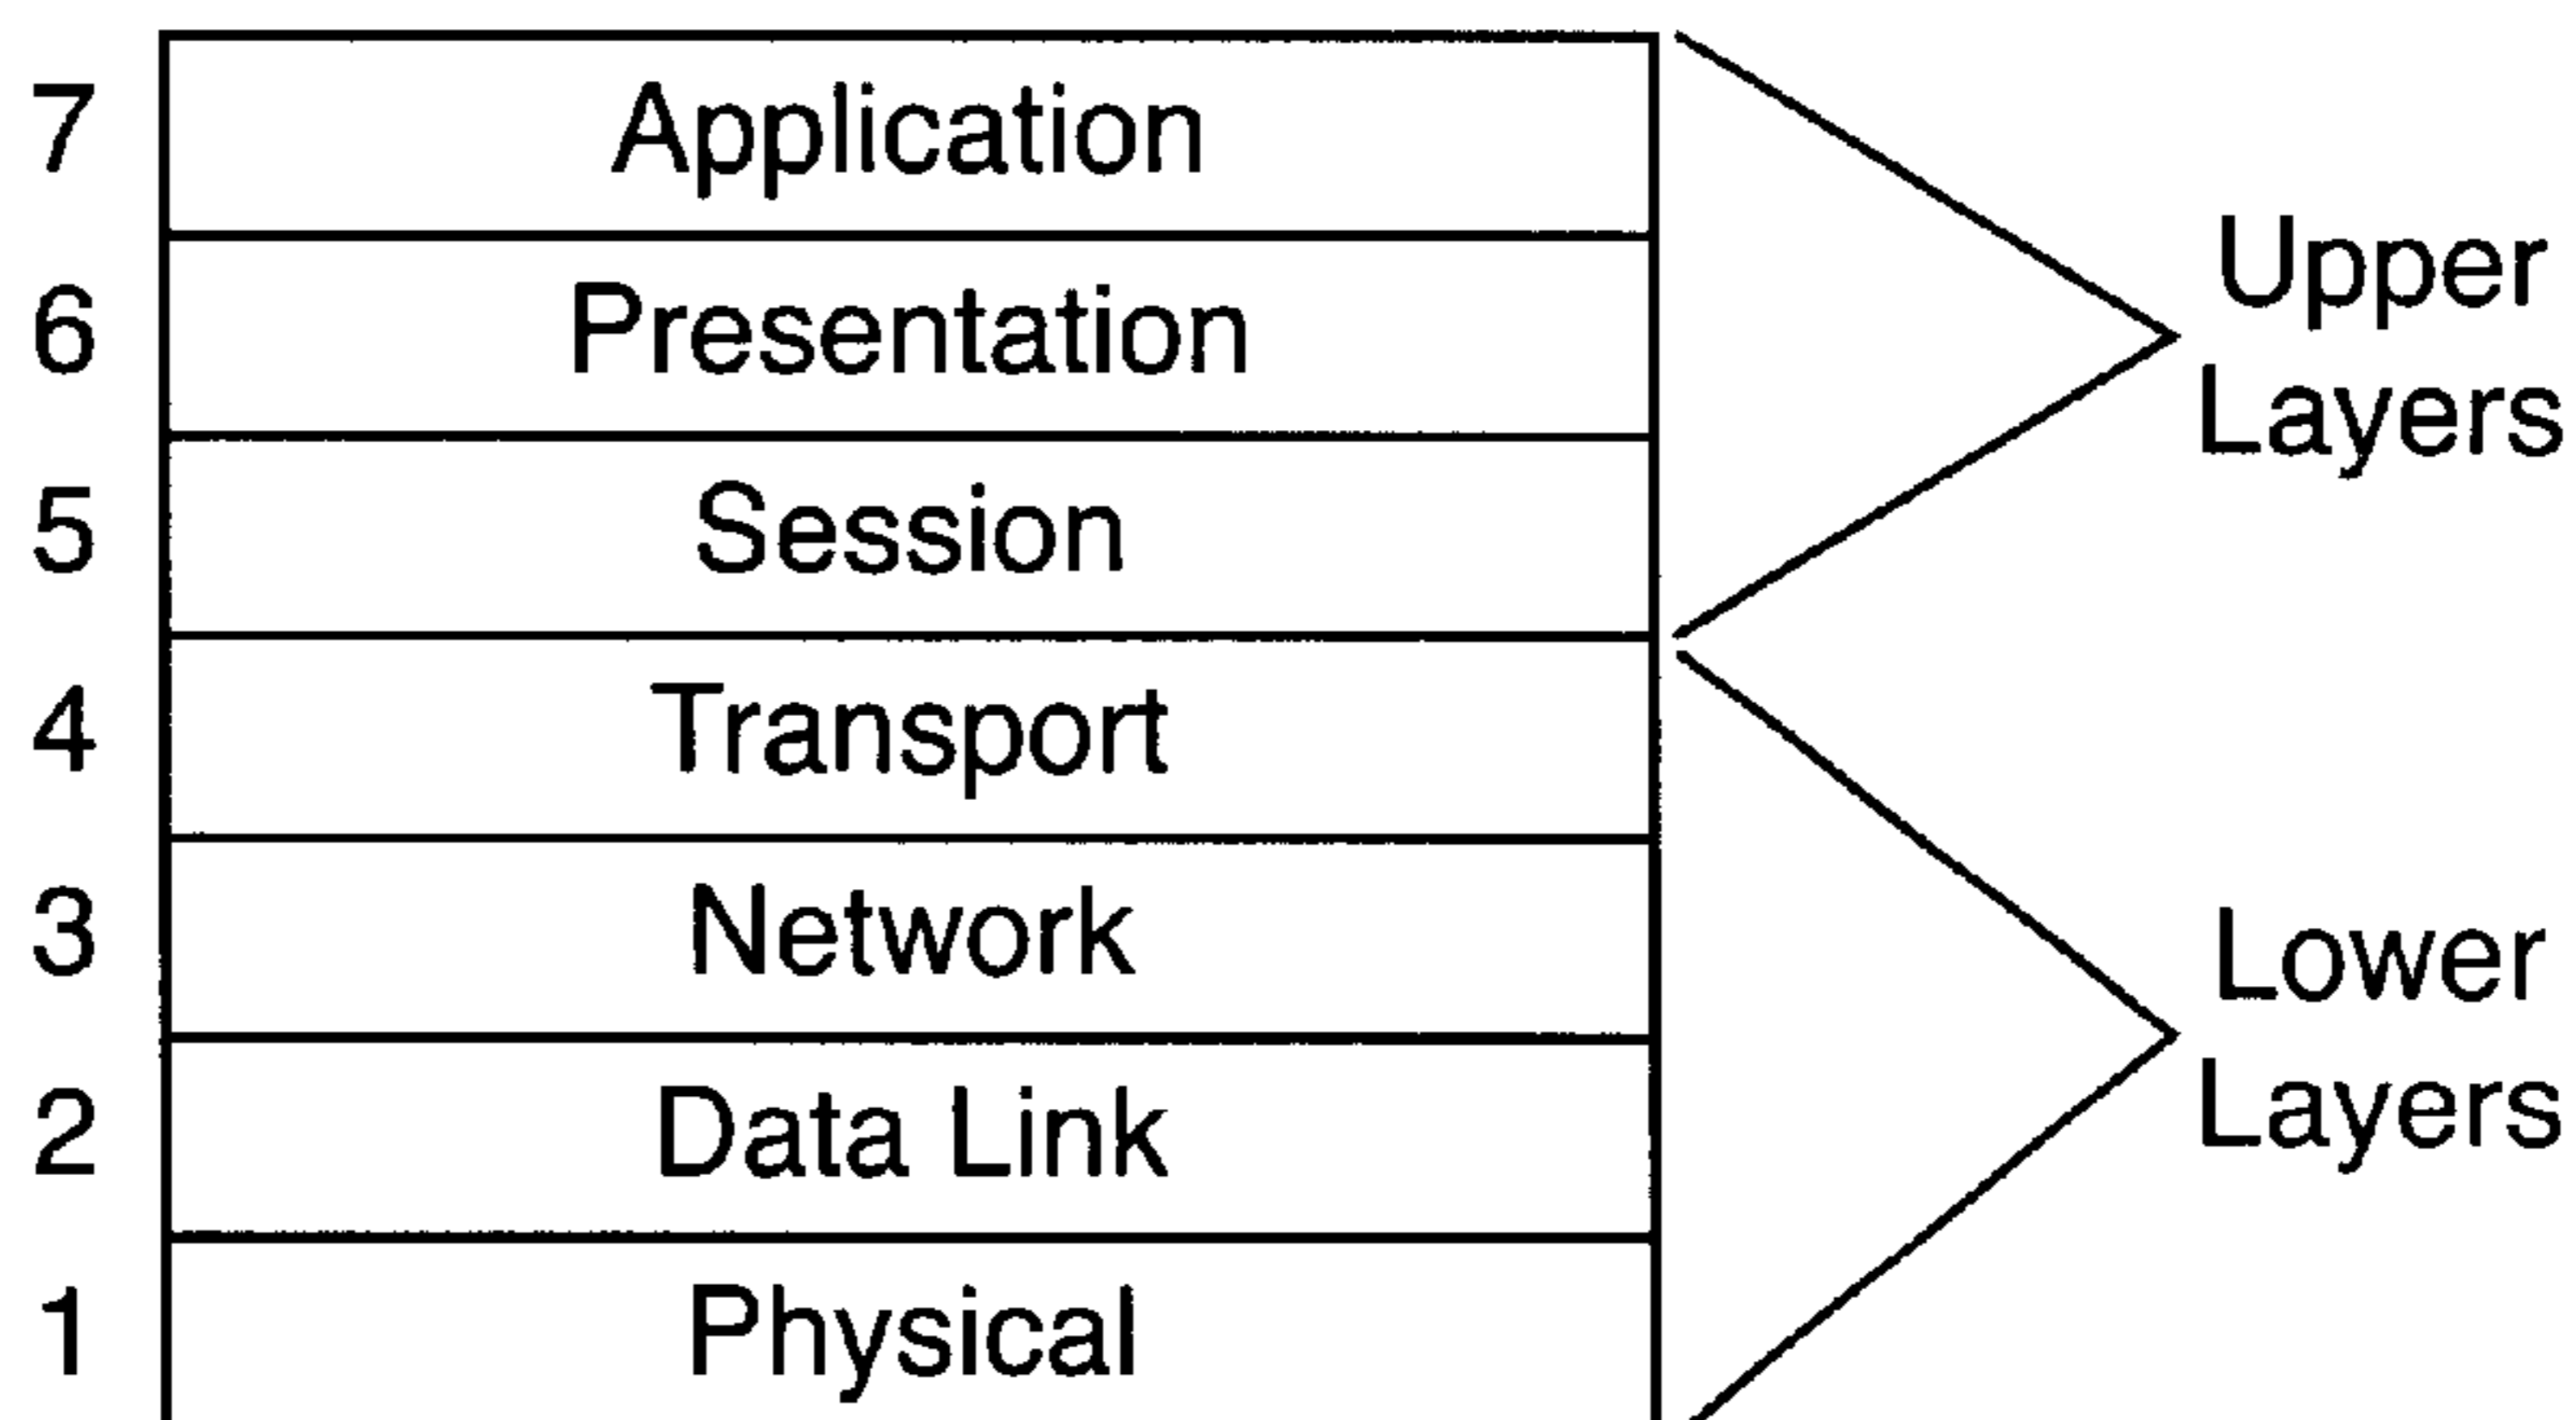 7 Application
6 Presentation
5 Session
4 Transport
3 Network
2 Data Link
1 Physical
Upper
Layers
Lower
Layers